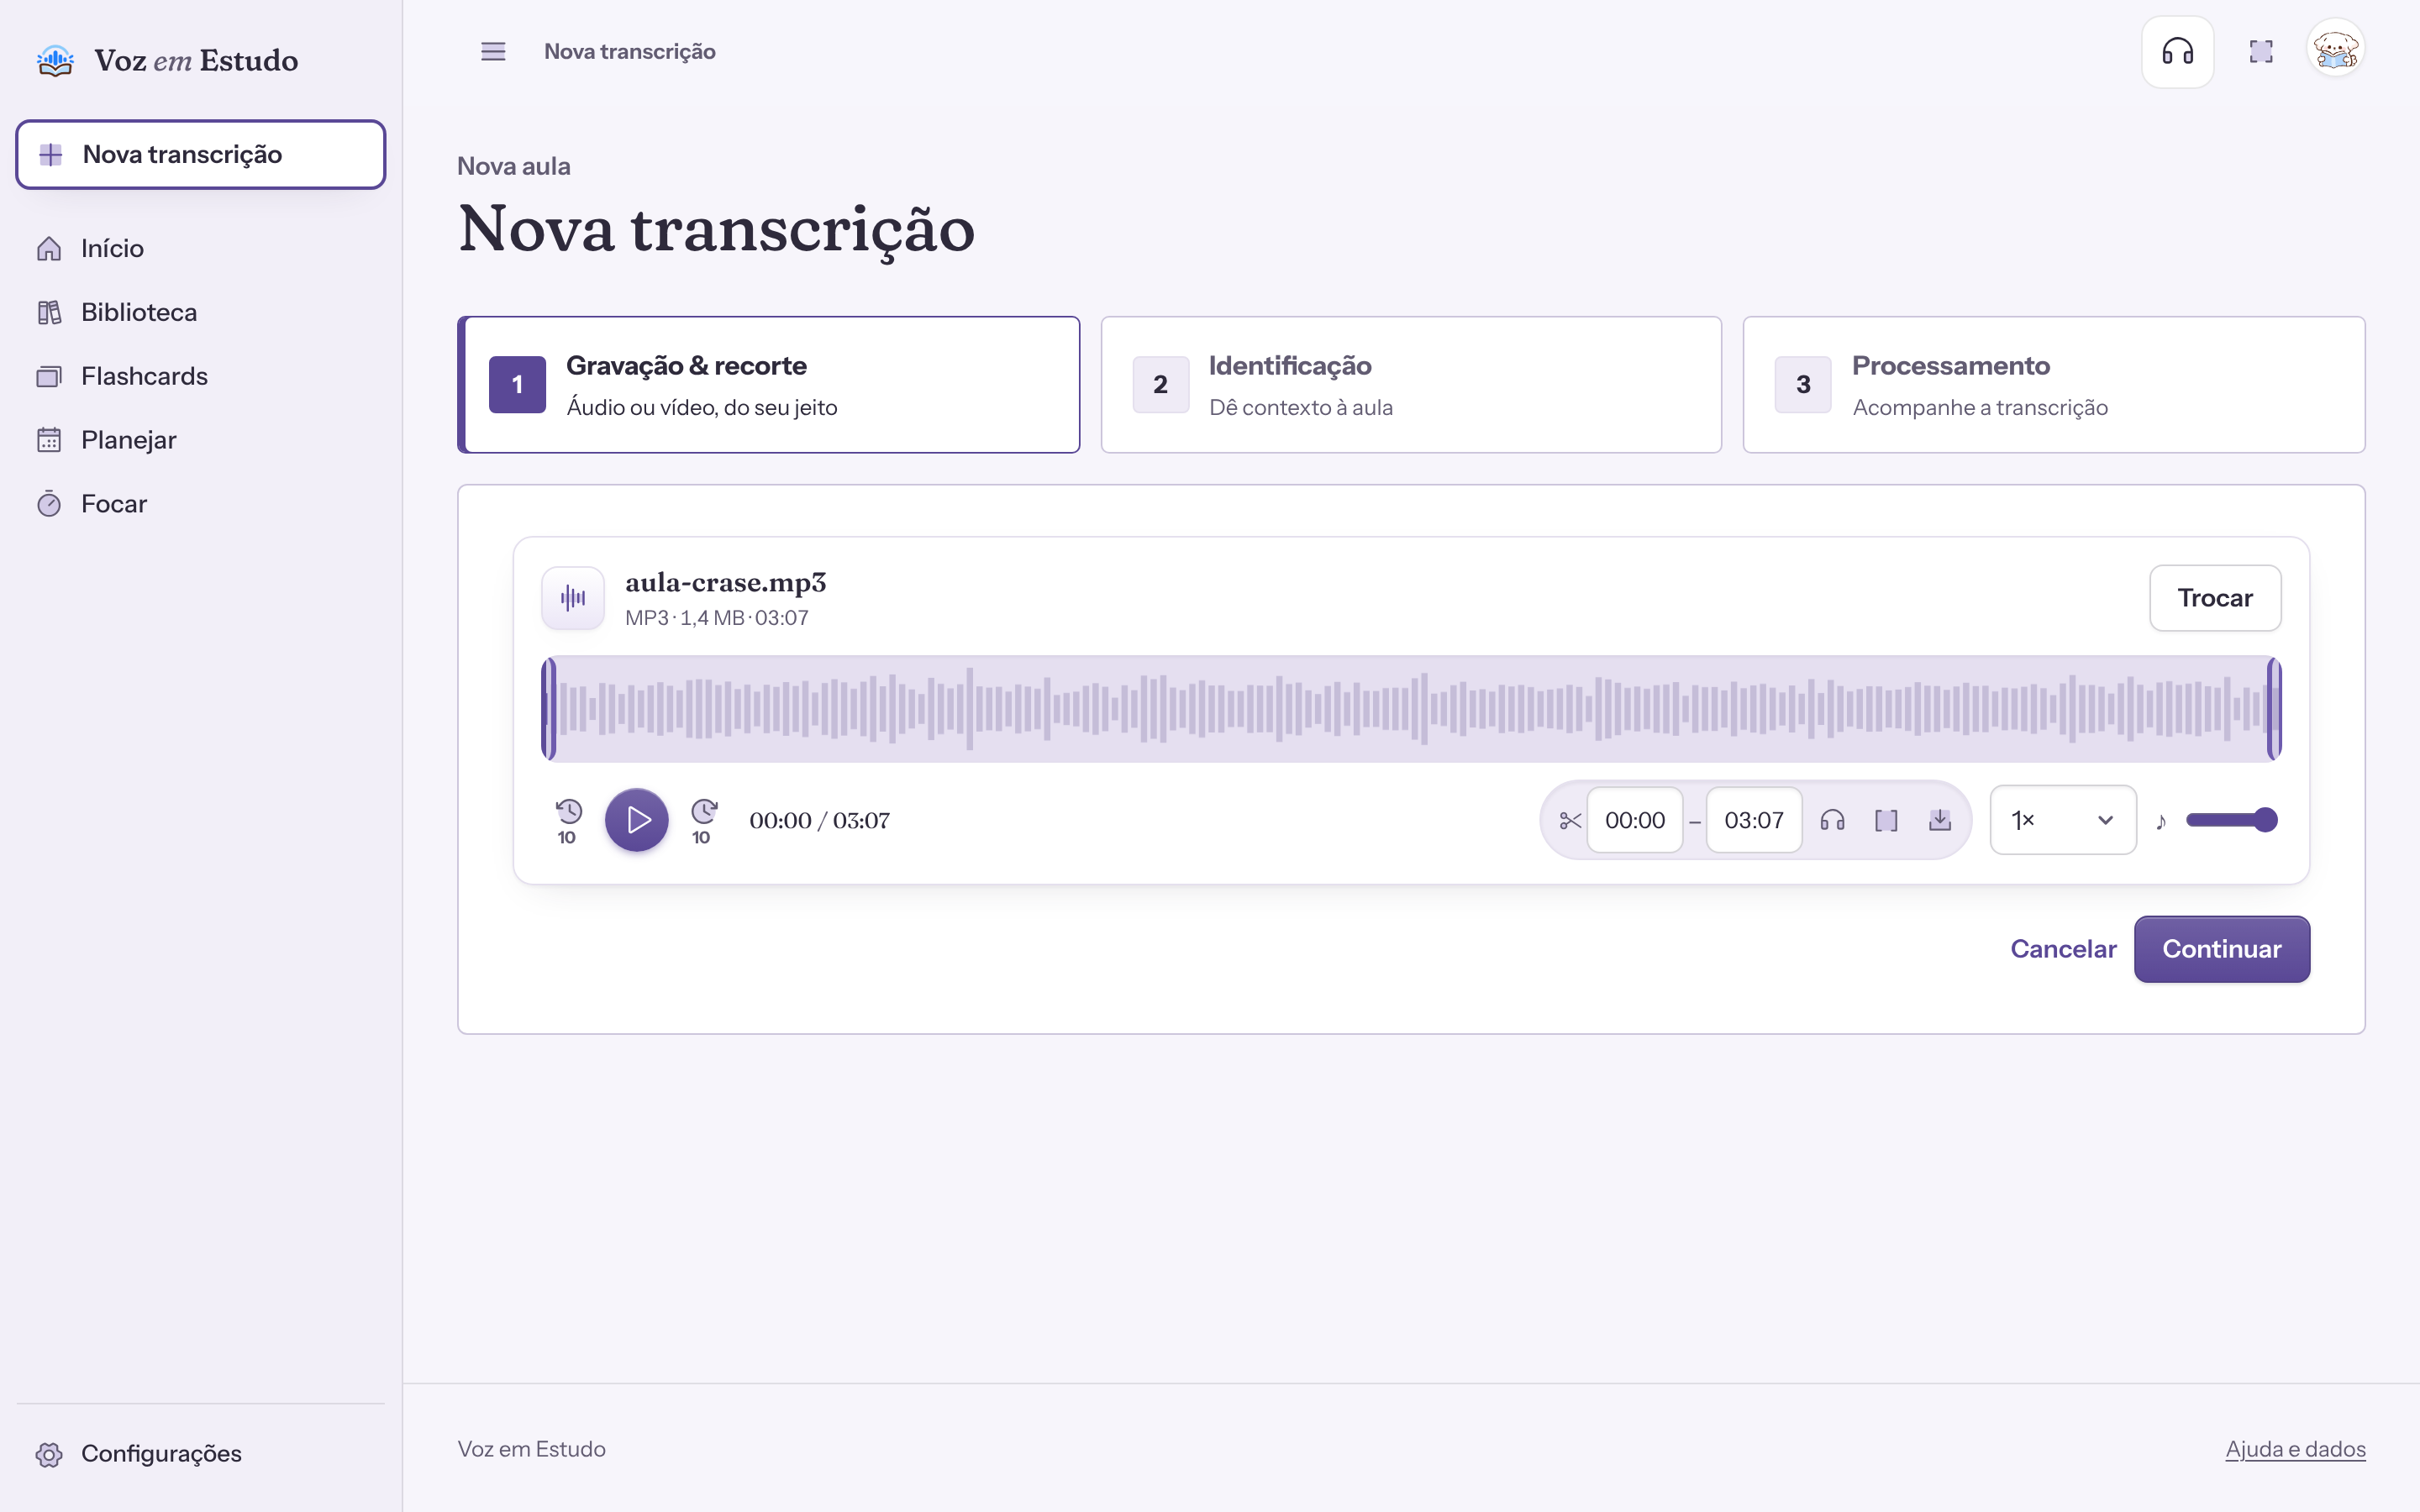 Voz em Estudo
Nova transcrição
Início
Biblioteca
Flashcards
Planejar
Focar
Configurações
Nova transcrição
Nova aula
Nova transcrição
1
Gravação & recorte
Áudio ou vídeo, do seu jeito
2
Identificação
Dê contexto à aula
3
Processamento
Acompanhe a transcrição
aula-crase.mp3
MP3 · 1,4 MB · 03:07
Trocar
10
10
00:00 / 03:07
00:00 – 03:07
1×
Cancelar
Continuar
Voz em Estudo
Ajuda e dados